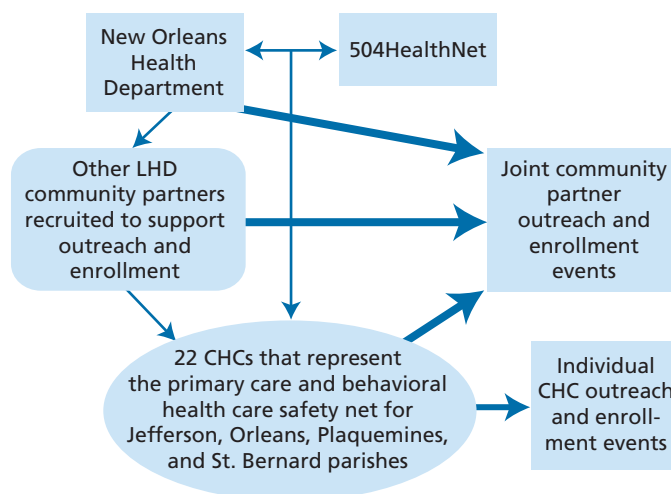 New Orleans
Health
Department
504HealthNet
Other LHD
community partners
recruited to support
outreach and
enrollment
Joint community
partner
outreach and
enrollment
events
22 CHCs that represent
the primary care and behavioral
health care safety net for
Jefferson, Orleans, Plaquemines,
and St. Bernard parishes
Individual
CHC outreach
and enroll-
ment events